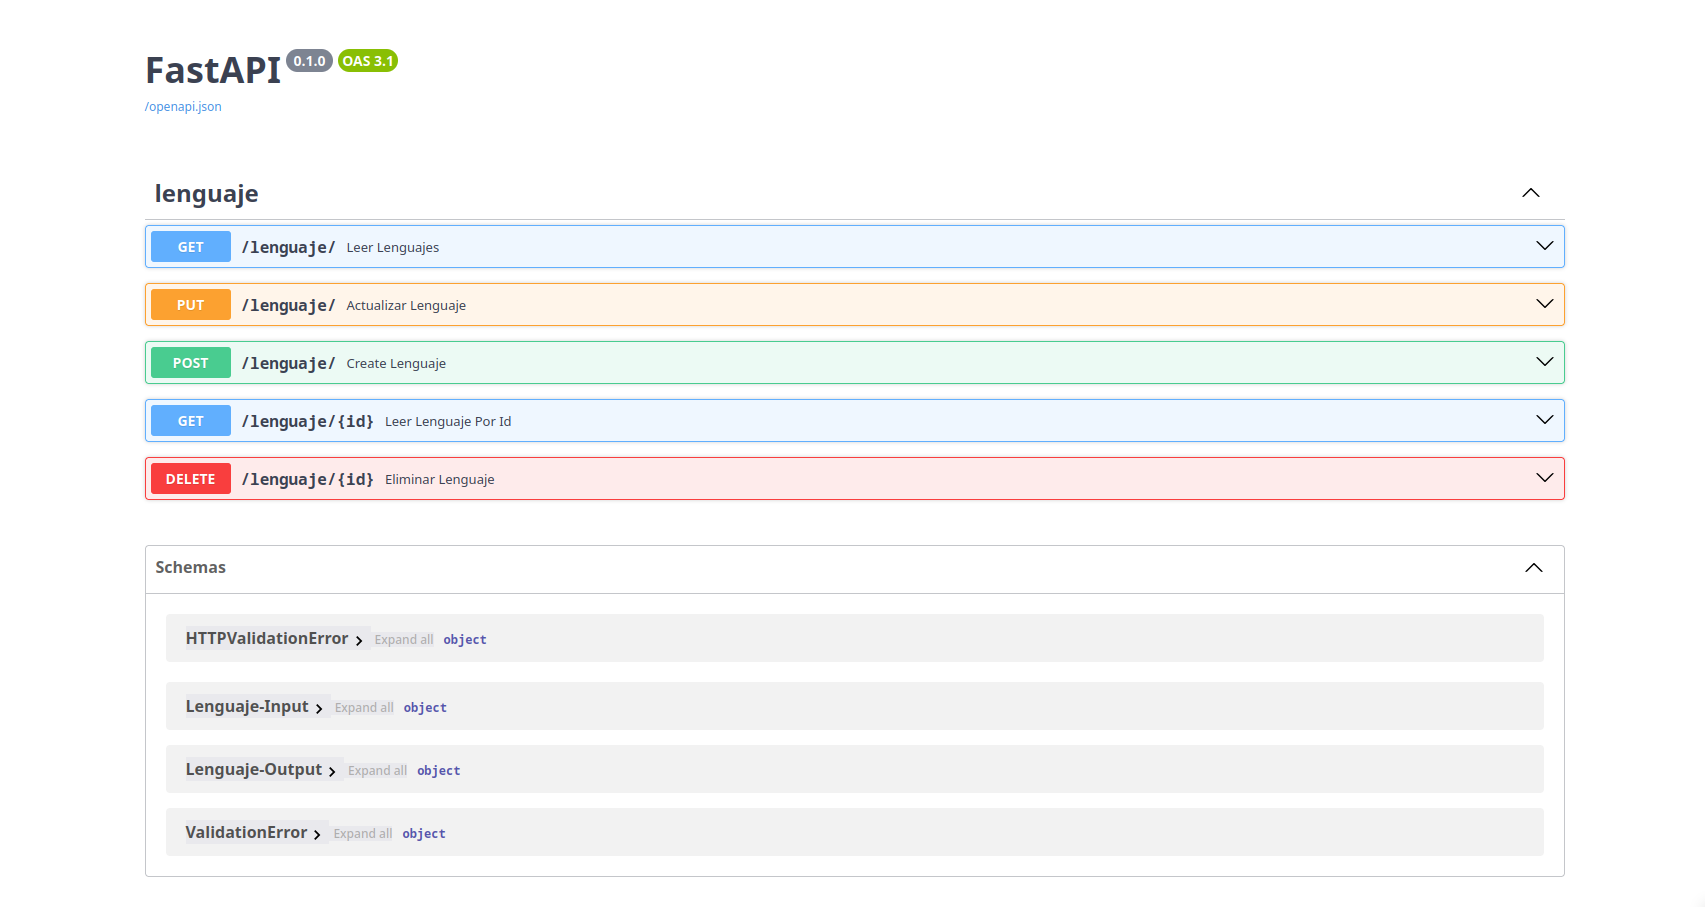 FastAPI 0.1.0 OAS 3.1
/openapi.json
lenguaje
GET /lenguaje/ Leer Lenguajes
PUT /lenguaje/ Actualizar Lenguaje
POST /lenguaje/ Create Lenguaje
GET /lenguaje/{id} Leer Lenguaje Por Id
DELETE /lenguaje/{id} Eliminar Lenguaje
Schemas
HTTPValidationError Expand all object
Lenguaje-Input Expand all object
Lenguaje-Output Expand all object
ValidationError Expand all object